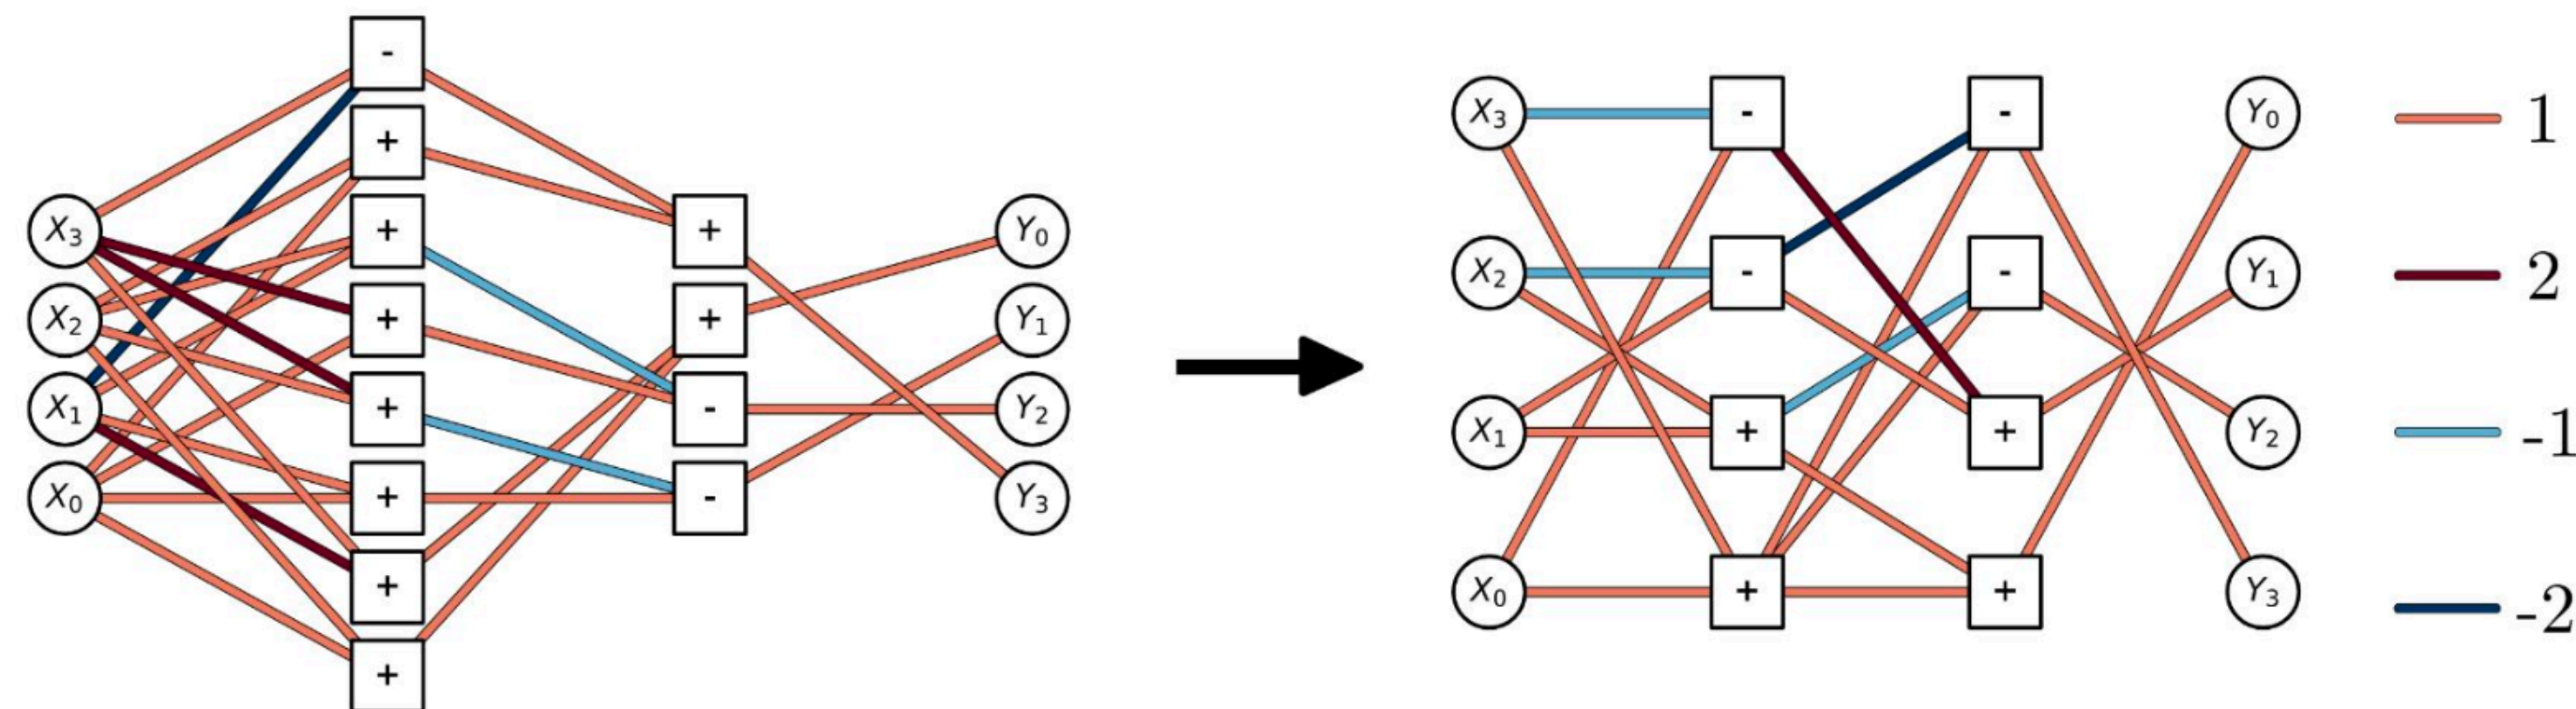 -
+
X3
+
+
Y0
X2
+
+
Y1
X1
+
-
Y2
X0
+
-
Y3
+
+
X3
-
-
Y0
X2
-
-
Y1
X1
+
+
Y2
X0
+
+
Y3
1
2
-1
-2